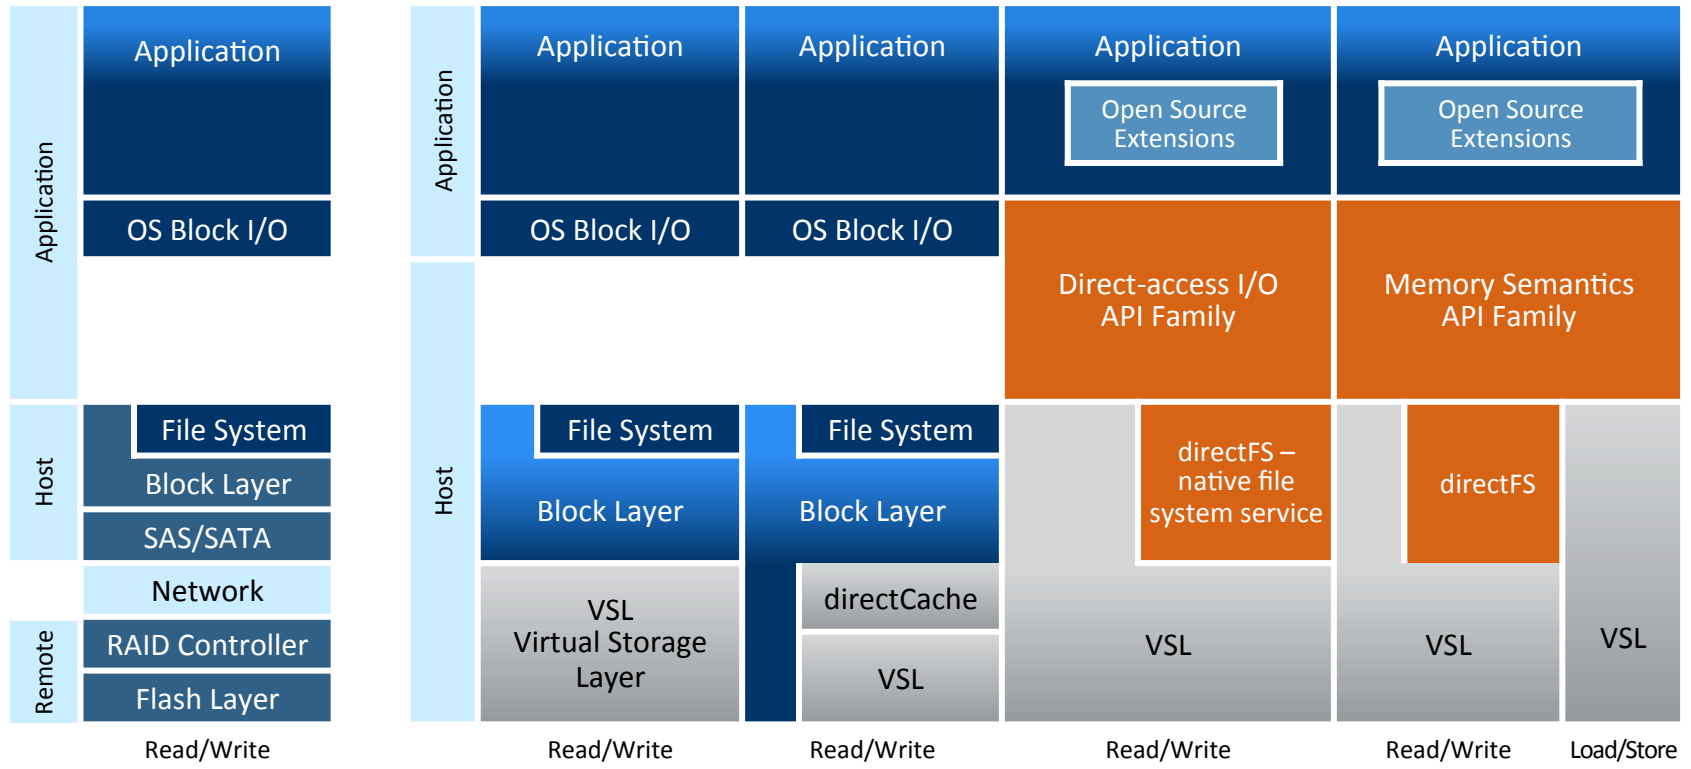 Application
Host
Remote
Application
OS Block I/O
File System
Block Layer
SAS/SATA
Network
RAID Controller
Flash Layer
Read/Write
Application
Host
Application
OS Block I/O
File System
Block Layer
VSL
Virtual Storage
Layer
Read/Write
Application
OS Block I/O
File System
Block Layer
directCache
VSL
Read/Write
Application
Open Source
Extensions
Direct-access I/O
API Family
directFS –
native file
system service
VSL
Read/Write
Application
Open Source
Extensions
Memory Semantics
API Family
directFS
VSL
Read/Write
VSL
Load/Store